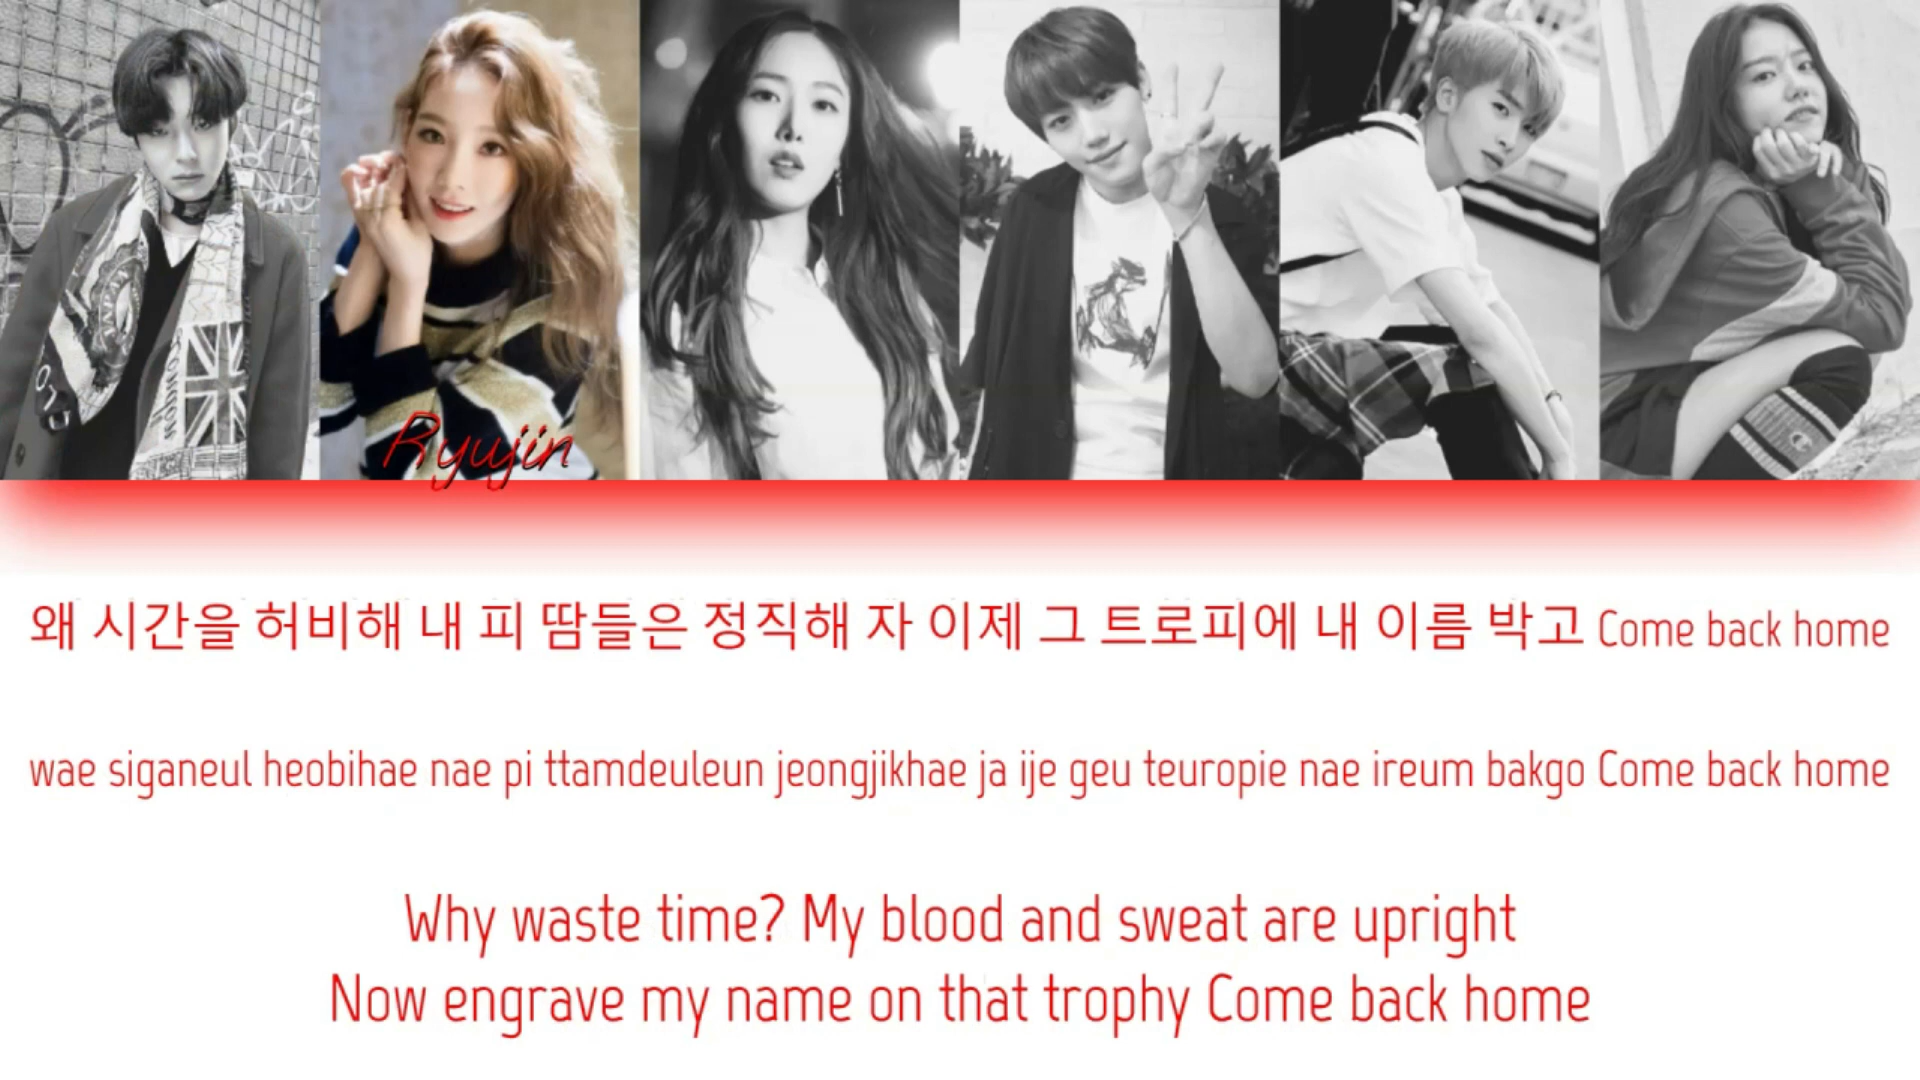 Ryujin
왜 시간을 허비해 내 피 땀들은 정직해 자 이제 그 트로피에 내 이름 박고 Come back home
wae siganeul heobihae nae pi ttamdeuleun jeongjikhae ja ije geu teuropie nae ireum bakgo Come back home
Why waste time? My blood and sweat are upright
Now engrave my name on that trophy Come back home